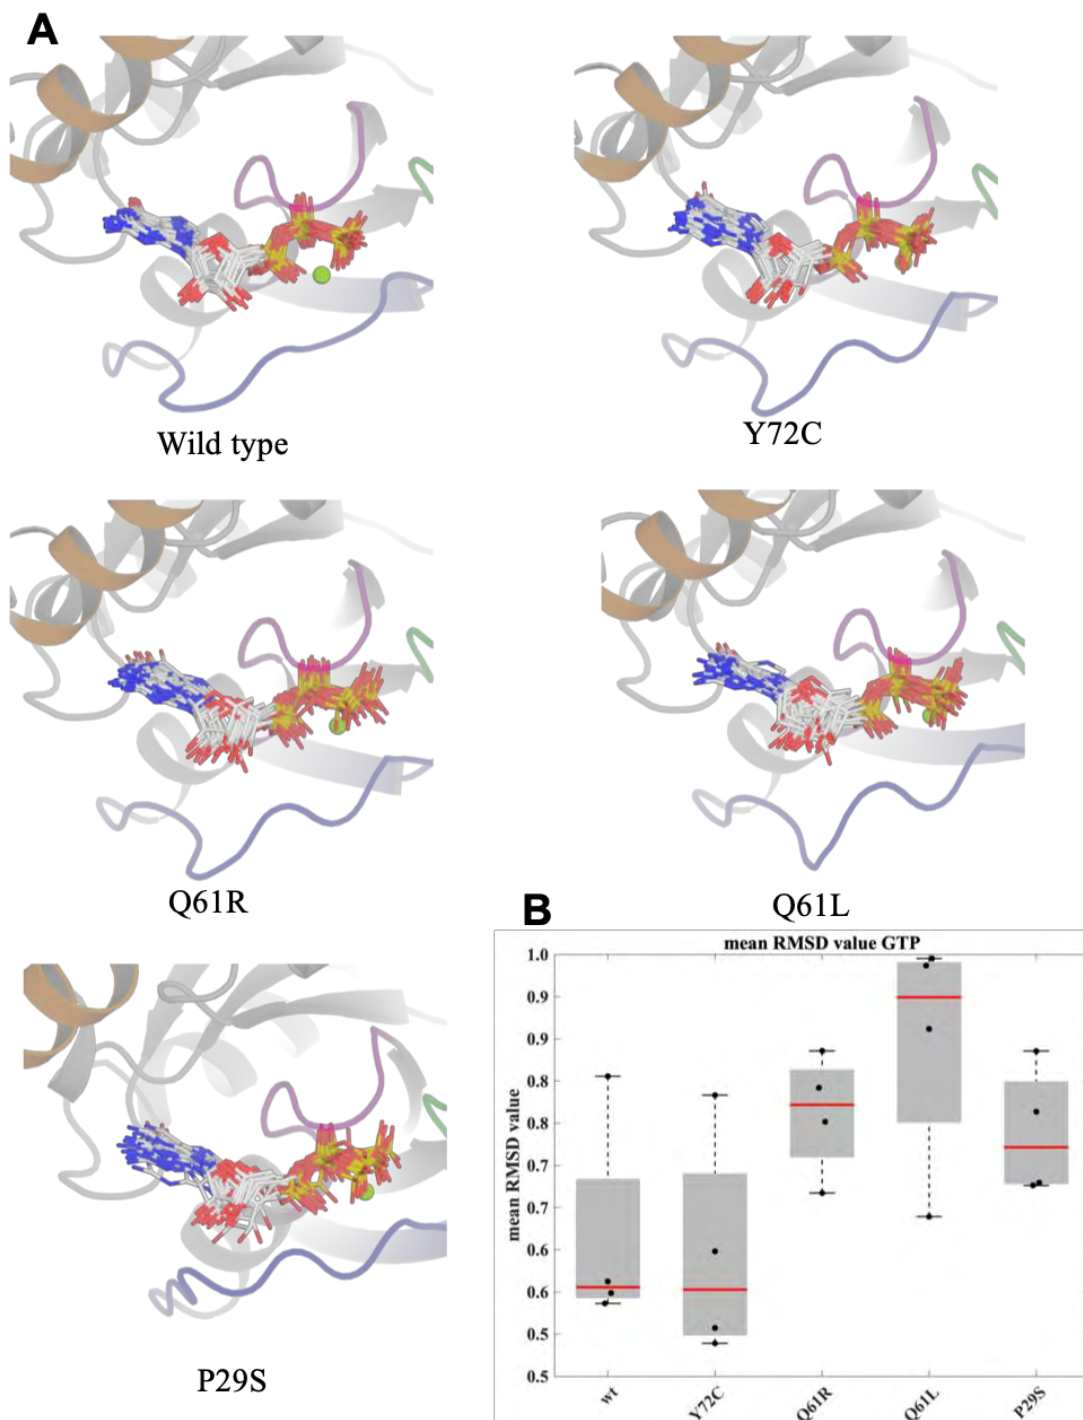 A
Wild type
Y72C
Q61R
Q61L
P29S
B
mean RMSD value GTP
mean RMSD value
1.0
0.9
0.9
0.8
0.8
0.7
0.7
0.6
0.6
0.5
0.5
wt
Y72C
Q61R
Q61L
P29S